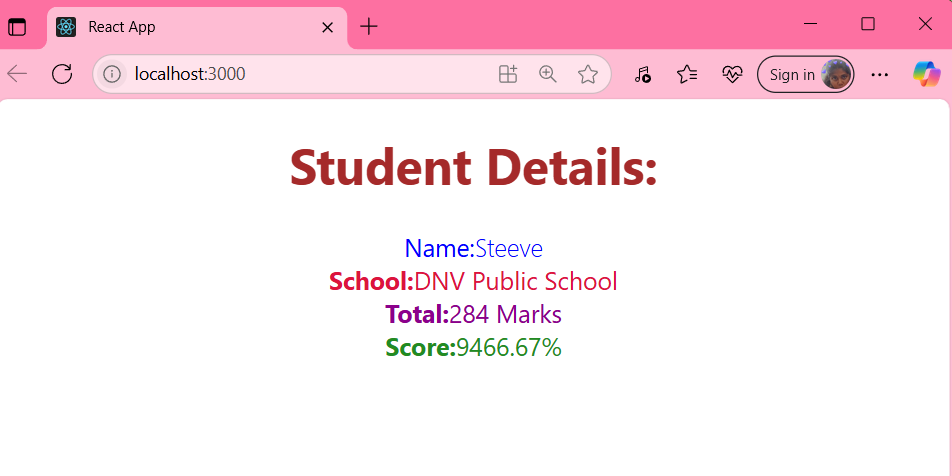 React App
localhost:3000
Sign in
Student Details:
Name:Steeve
School:DNV Public School
Total:284 Marks
Score:9466.67%